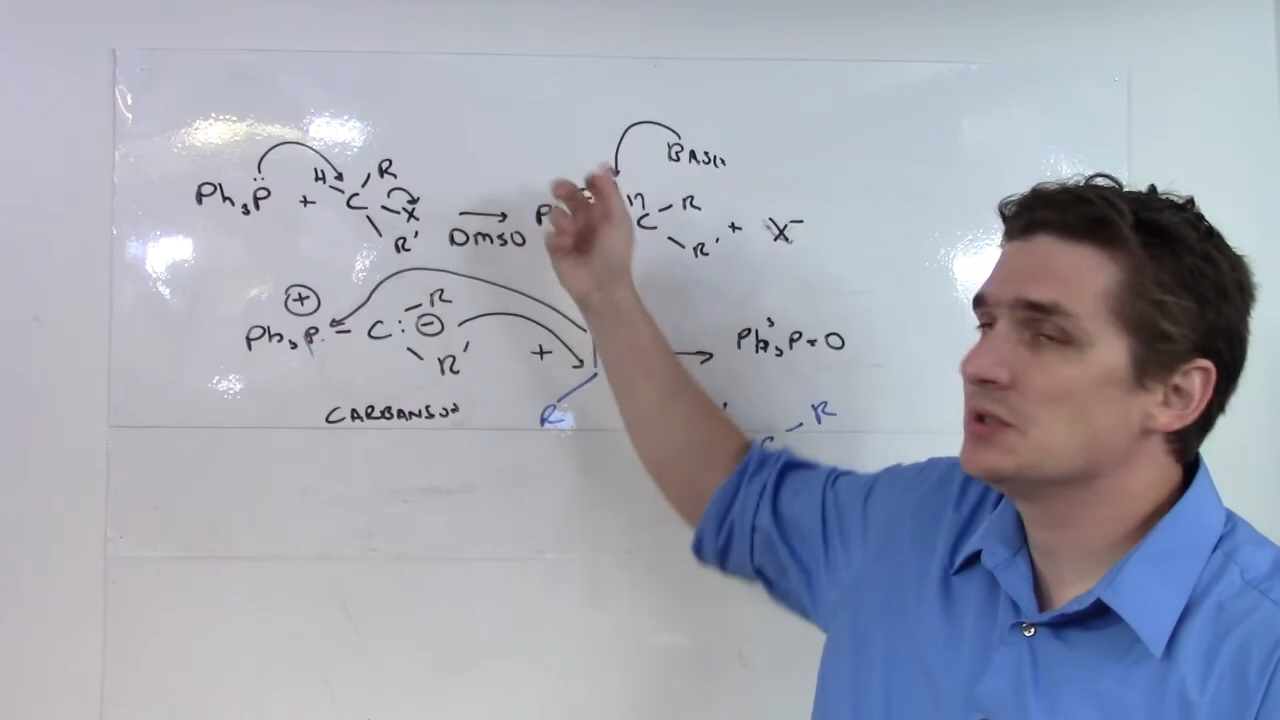 Ph₃P̈ + H C R X R' → P H C R R' + X⁻
BASE
DMSO
⊕
Ph₃P = C : ⊖ R R' + R → Ph₃P=O
CARBANION
C R